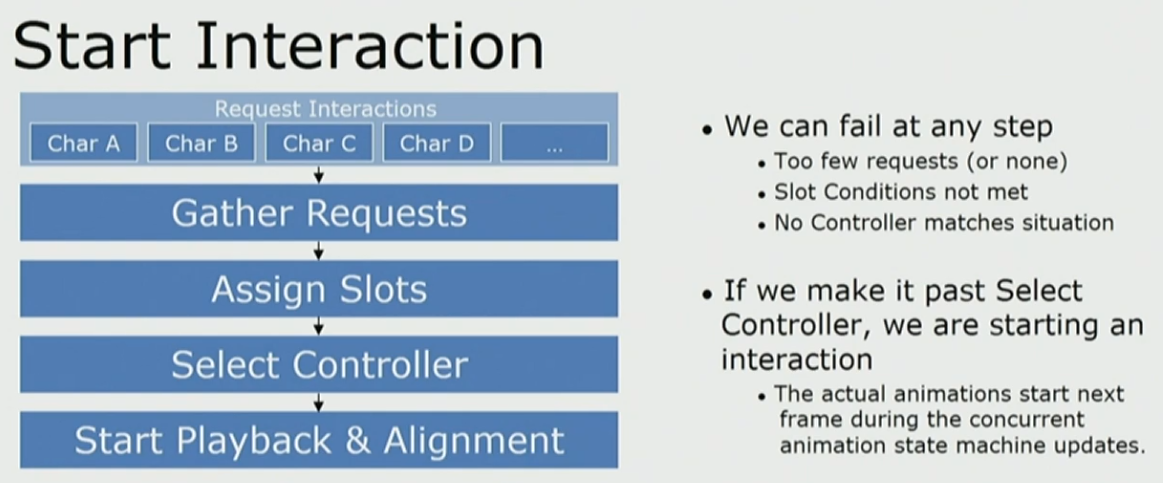 Start Interaction
Request Interactions
Char A
Char B
Char C
Char D
...
Gather Requests
Assign Slots
Select Controller
Start Playback & Alignment
• We can fail at any step
• Too few requests (or none)
• Slot Conditions not met
• No Controller matches situation
• If we make it past Select
Controller, we are starting an
interaction
• The actual animations start next
frame during the concurrent
animation state machine updates.